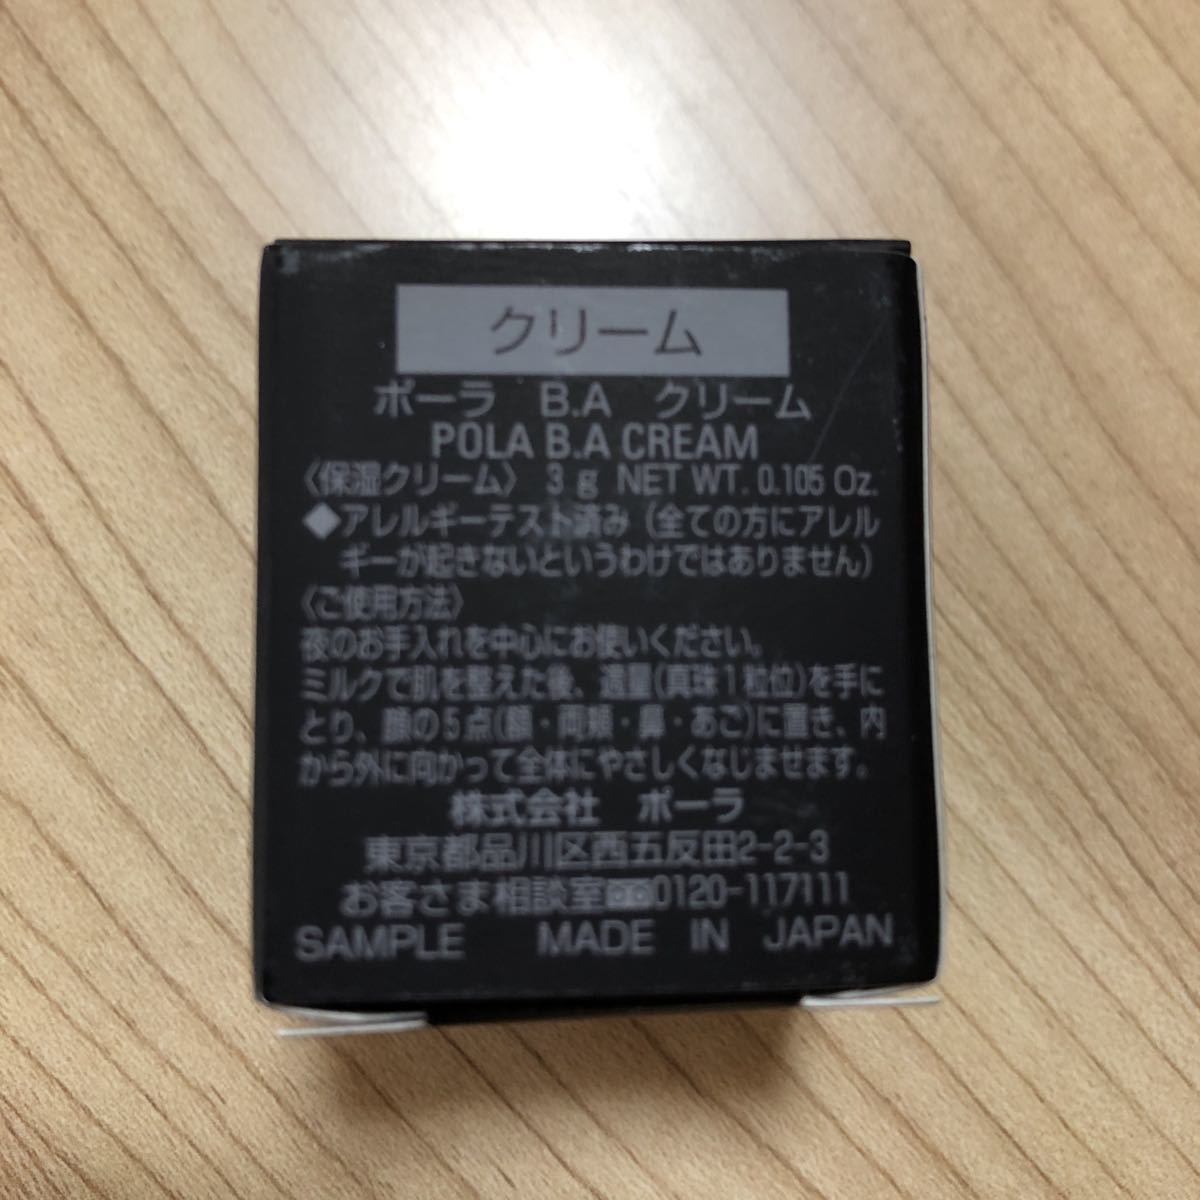 クリーム
ポーラ B.A クリーム
POLA B.A CREAM
〈保湿クリーム〉 3g NET WT. 0.105 Oz.
◆アレルギーテスト済み(全ての方にアレル
ギーが起きないというわけではありません)
〈ご使用方法〉
夜のお手入れを中心にお使いください。
ミルクで肌を整えた後、適量(真珠1粒位)を手に
とり、顔の5点(額・両頬・鼻・あご)に置き、内
から外に向かって全体にやさしくなじませます。
株式会社 ポーラ
東京都品川区西五反田2-2-3
お客さま相談室0120-117111
SAMPLE MADE IN JAPAN